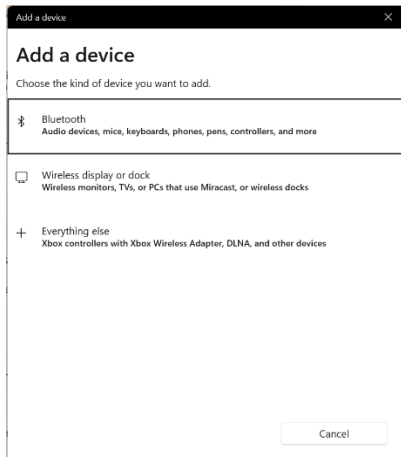 Add a device
Add a device
Choose the kind of device you want to add.
Bluetooth
Audio devices, mice, keyboards, phones, pens, controllers, and more
Wireless display or dock
Wireless monitors, TVs, or PCs that use Miracast, or wireless docks
Everything else
Xbox controllers with Xbox Wireless Adapter, DLNA, and other devices
Cancel